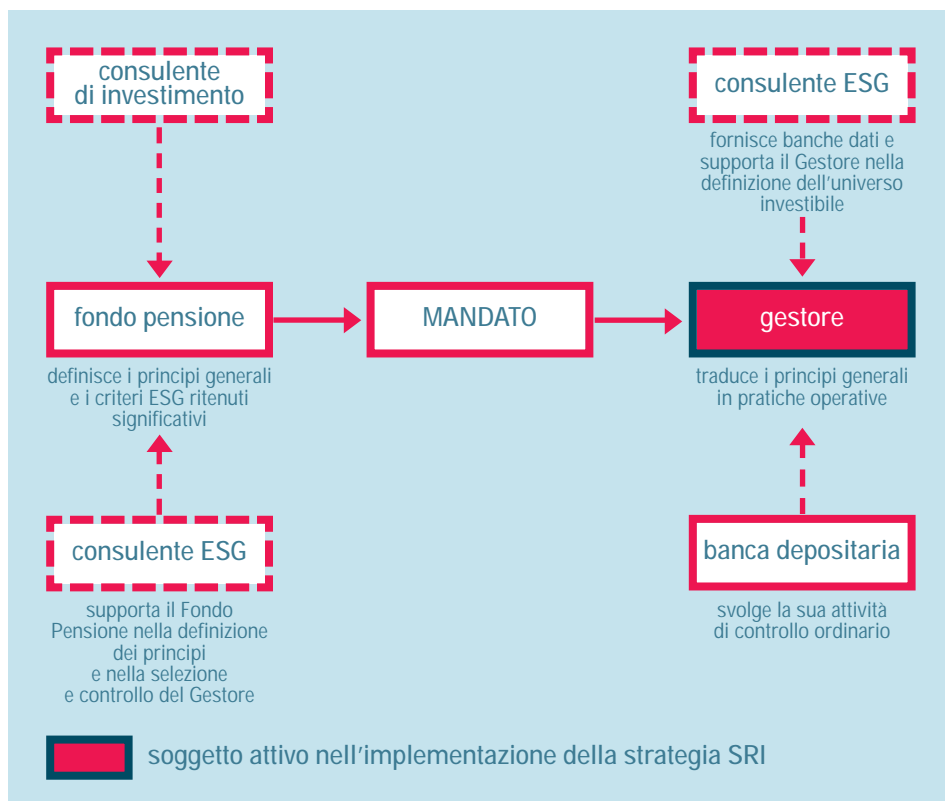 consulente
di investimento
consulente ESG
fornisce banche dati e
supporta il Gestore nella
definizione dell'universo
investibile
fondo pensione
MANDATO
gestore
definisce i principi generali
e i criteri ESG ritenuti
significativi
traduce i principi generali
in pratiche operative
consulente ESG
banca depositaria
supporta il Fondo
Pensione nella definizione
dei principi
e nella selezione
e controllo del Gestore
svolge la sua attività
di controllo ordinario
soggetto attivo nell'implementazione della strategia SRI